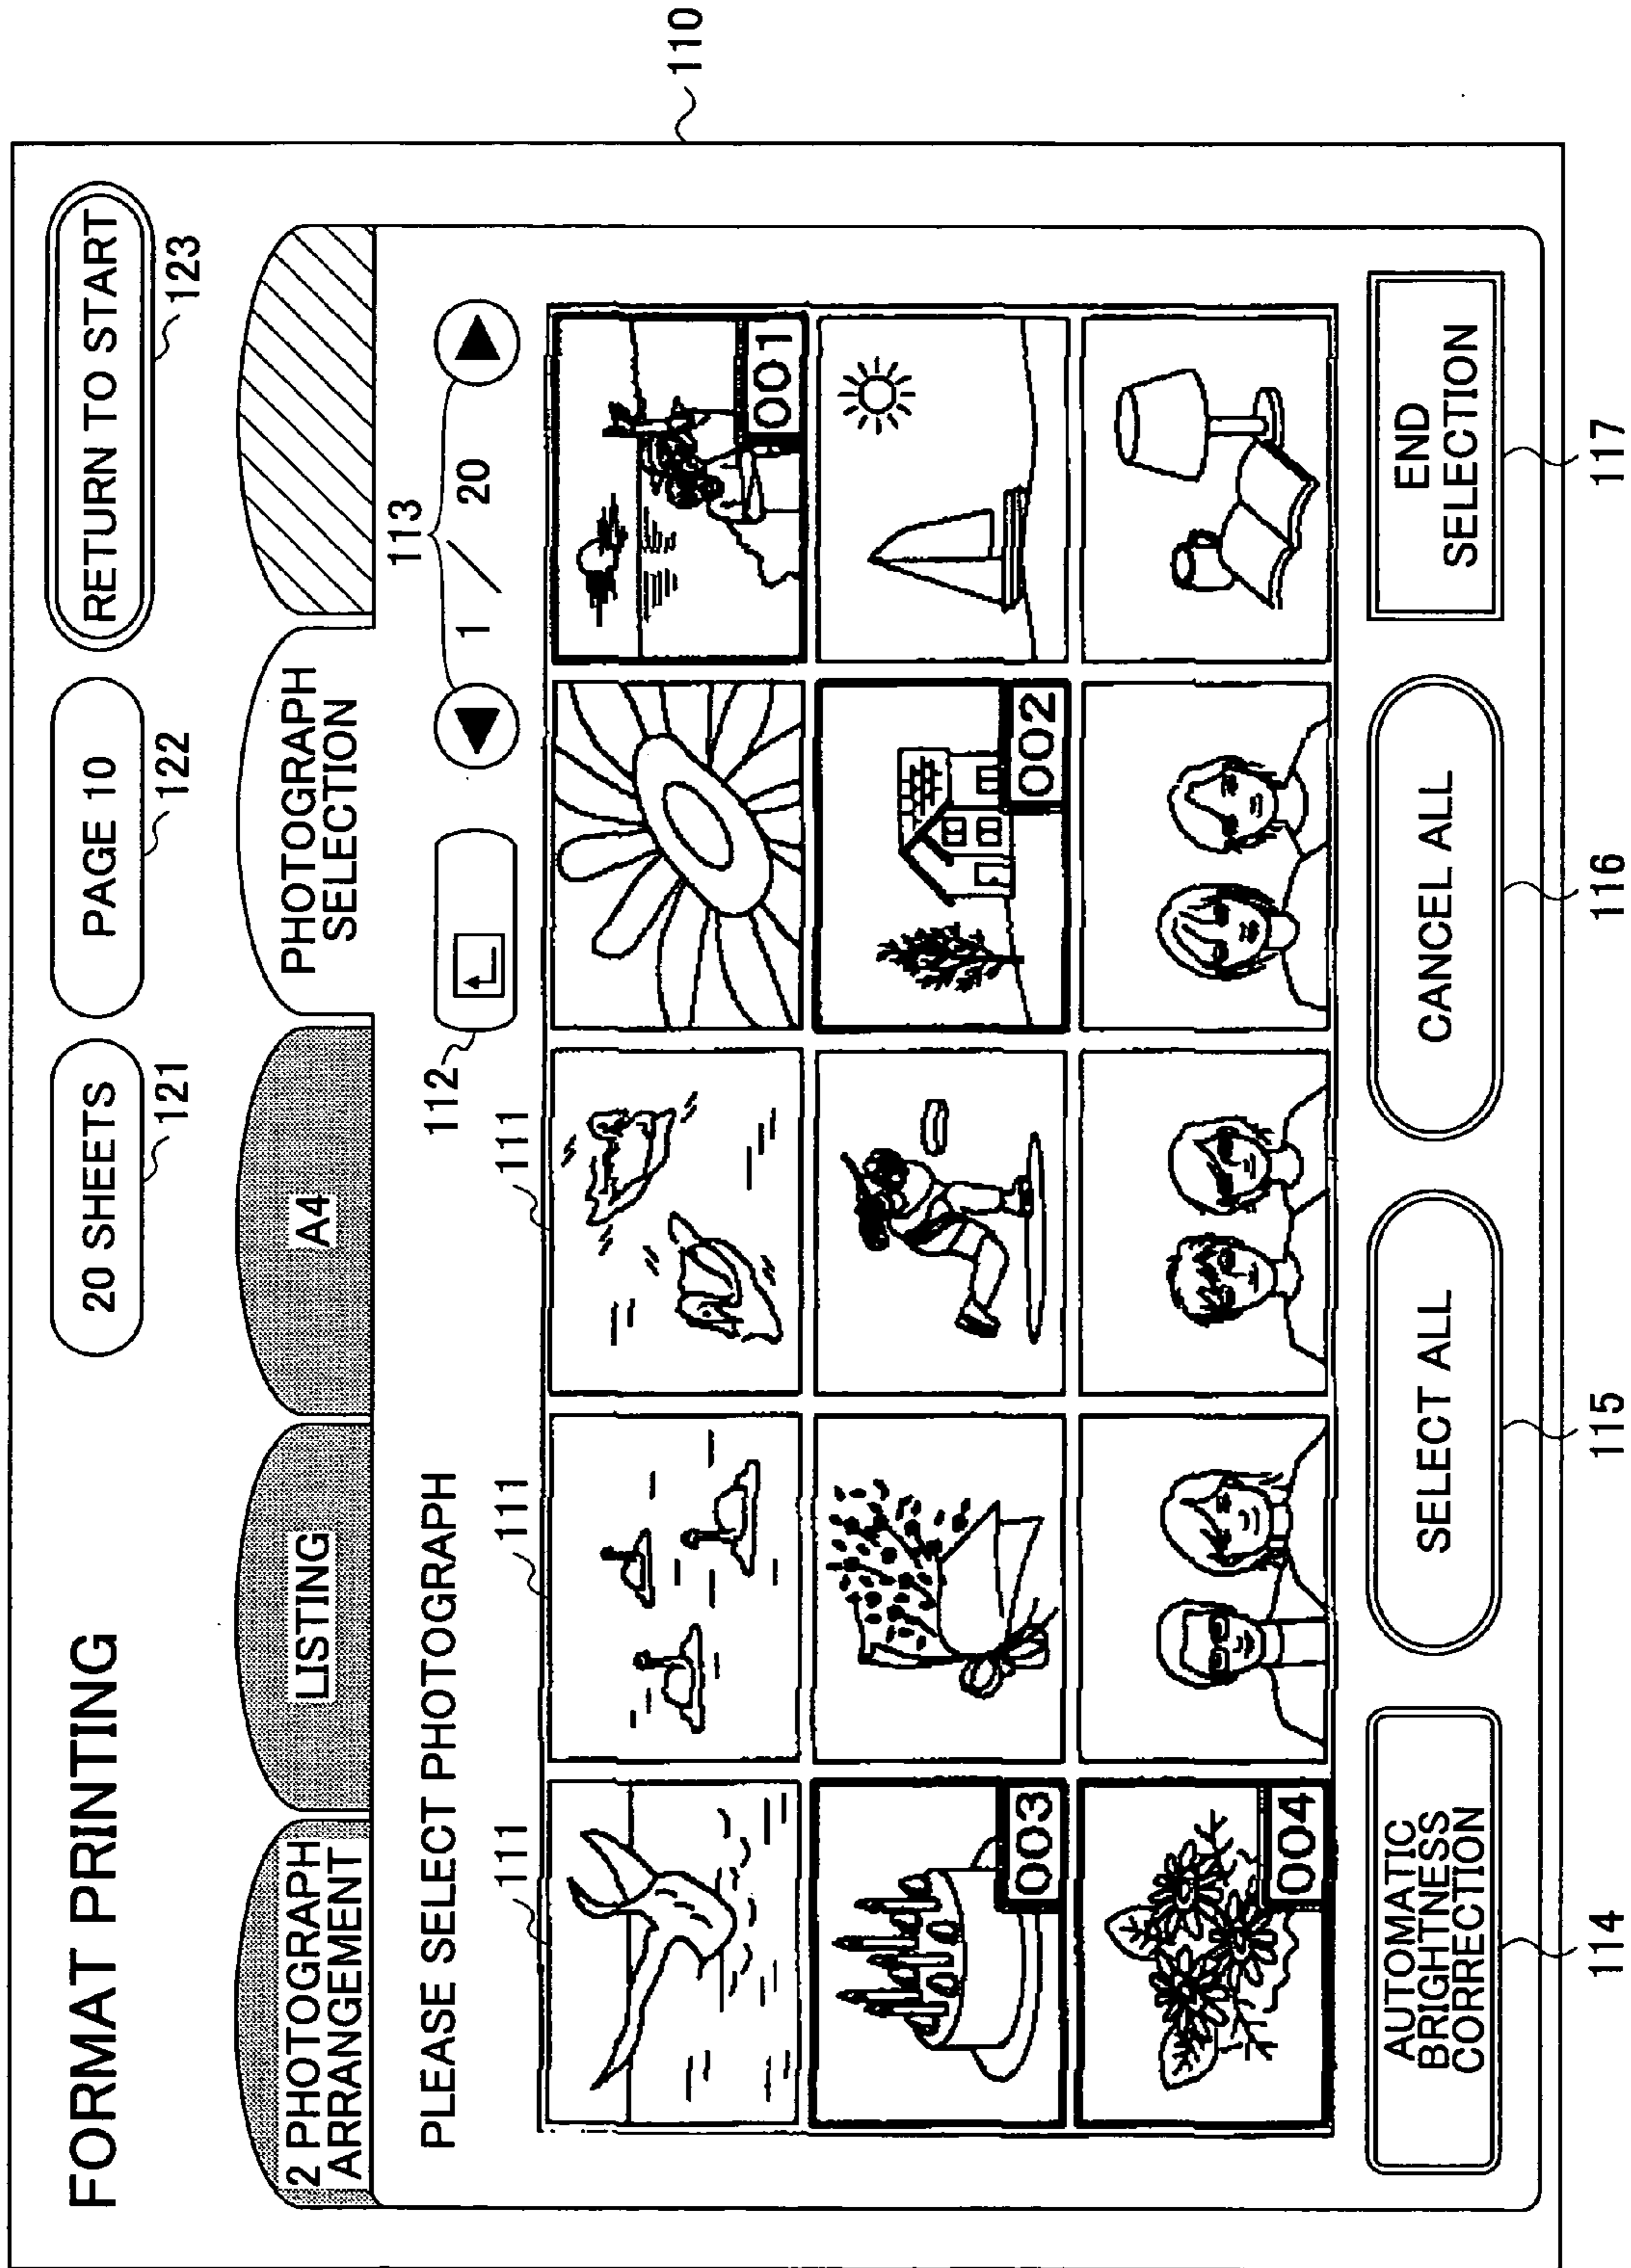 FORMAT PRINTING
20 SHEETS
PAGE 10
RETURN TO START
121
122
123
2 PHOTOGRAPH
ARRANGEMENT
LISTING
A4
PHOTOGRAPH
SELECTION
110
PLEASE SELECT PHOTOGRAPH
112
113
1 / 20
111
111
111
001
003
002
004
AUTOMATIC
BRIGHTNESS
CORRECTION
SELECT ALL
CANCEL ALL
END
SELECTION
114
115
116
117